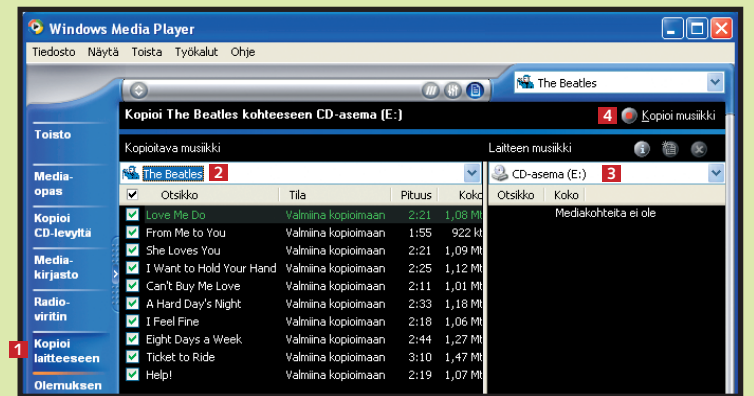 Windows Media Player
Tiedosto Näytä Toista Työkalut Ohje
The Beatles
Kopioi The Beatles kohteeseen CD-asema (E:)
4 Kopioi musiikki
Toisto
Media-
opas
Kopioi
CD-levyltä
Media-
kirjasto
Radio-
viritin
1 Kopioi
laitteeseen
Olemuksen
Kopioitava musiikki
The Beatles 2
Otsikko Tila Pituus Koko
Love Me Do Valmiina kopioimaan 2:21 1,08 Mt
From Me to You Valmiina kopioimaan 1:55 922 kt
She Loves You Valmiina kopioimaan 2:21 1,09 Mt
I Want to Hold Your Hand Valmiina kopioimaan 2:25 1,12 Mt
Can't Buy Me Love Valmiina kopioimaan 2:11 1,01 Mt
A Hard Day's Night Valmiina kopioimaan 2:33 1,18 Mt
I Feel Fine Valmiina kopioimaan 2:18 1,06 Mt
Eight Days a Week Valmiina kopioimaan 2:44 1,27 Mt
Ticket to Ride Valmiina kopioimaan 3:10 1,47 Mt
Help! Valmiina kopioimaan 2:19 1,07 Mt
Laitteen musiikki
CD-asema (E:) 3
Otsikko Koko
Mediakohteita ei ole